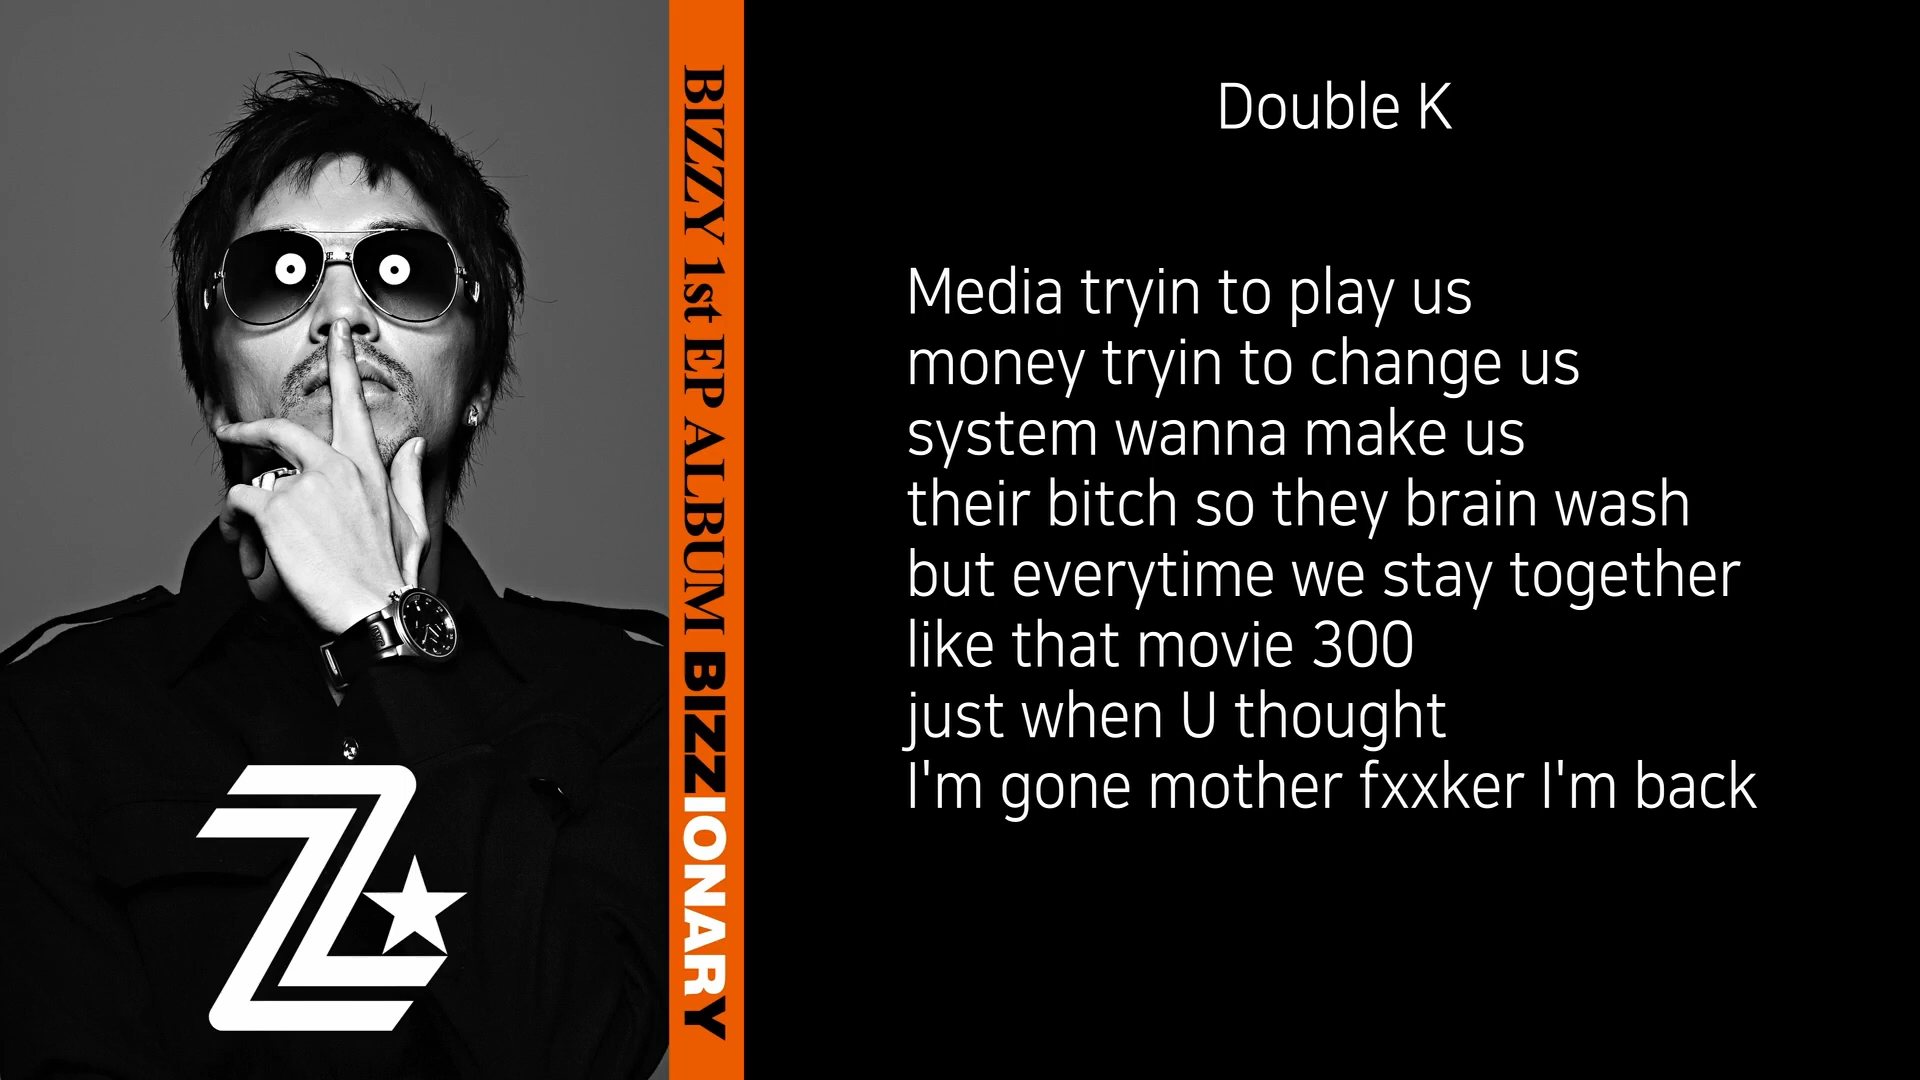 BIZZY 1st EP ALBUM BIZZIONARY
Double K
Media tryin to play us
money tryin to change us
system wanna make us
their bitch so they brain wash
but everytime we stay together
like that movie 300
just when U thought
I'm gone mother fxxker I'm back